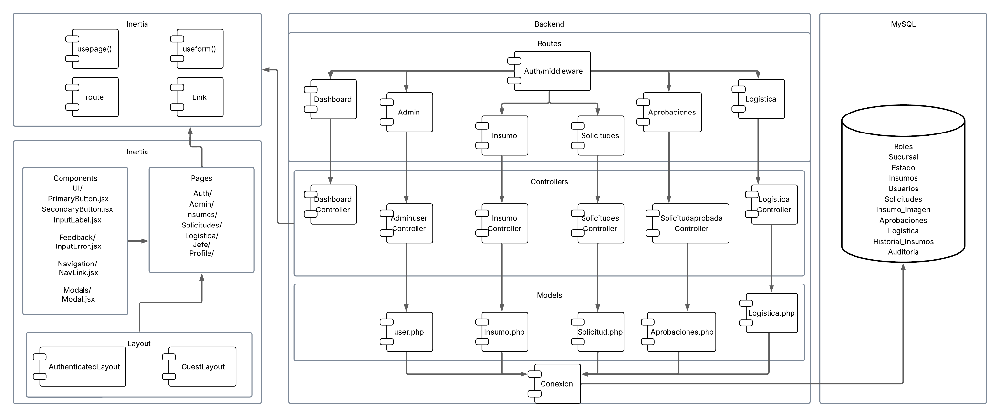 Inertia
usepage()
useform()
route
Link
Inertia
Components
UI/
PrimaryButton.jsx
SecondaryButton.jsx
InputLabel.jsx
Feedback/
InputError.jsx
Navigation/
NavLink.jsx
Modals/
Modal.jsx
Pages
Auth/
Admin/
Insumos/
Solicitudes/
Logistica/
Jefe/
Profile/
Layout
AuthenticatedLayout
GuestLayout
Backend
Routes
Auth/middleware
Dashboard
Admin
Insumo
Solicitudes
Aprobaciones
Logistica
Controllers
Dashboard
Controller
Adminuser
Controller
Insumo
Controller
Solicitudes
Controller
Solicitudaprobada
Controller
Logistica
Controller
Models
user.php
Insumo.php
Solicitud.php
Aprobaciones.php
Logistica.php
Conexion
MySQL
Roles
Sucursal
Estado
Insumos
Usuarios
Solicitudes
Insumo_Imagen
Aprobaciones
Logistica
Historial_Insumos
Auditoria